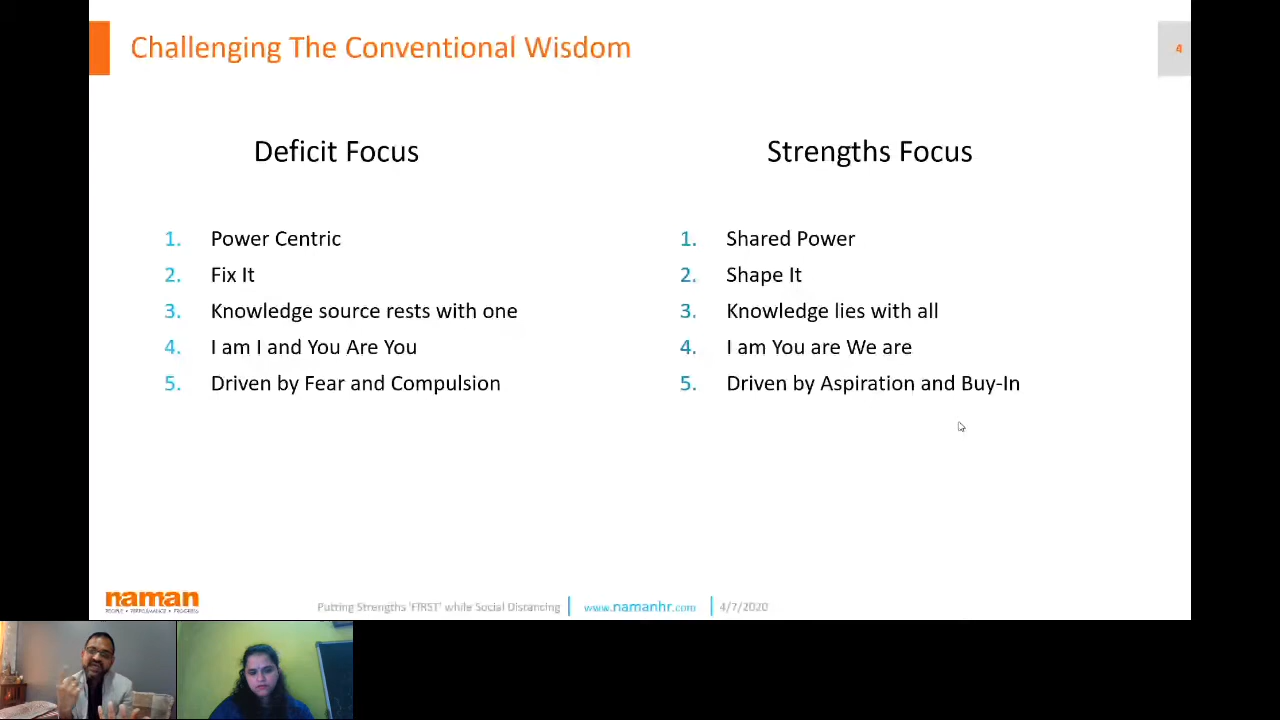 Challenging The Conventional Wisdom
4
Deficit Focus
1. Power Centric
2. Fix It
3. Knowledge source rests with one
4. I am I and You Are You
5. Driven by Fear and Compulsion
Strengths Focus
1. Shared Power
2. Shape It
3. Knowledge lies with all
4. I am You are We are
5. Driven by Aspiration and Buy-In
naman
PEOPLE • PERFORMANCE • PROGRESS
Putting Strengths 'FIRST' while Social Distancing
www.namanhr.com
4/7/2020